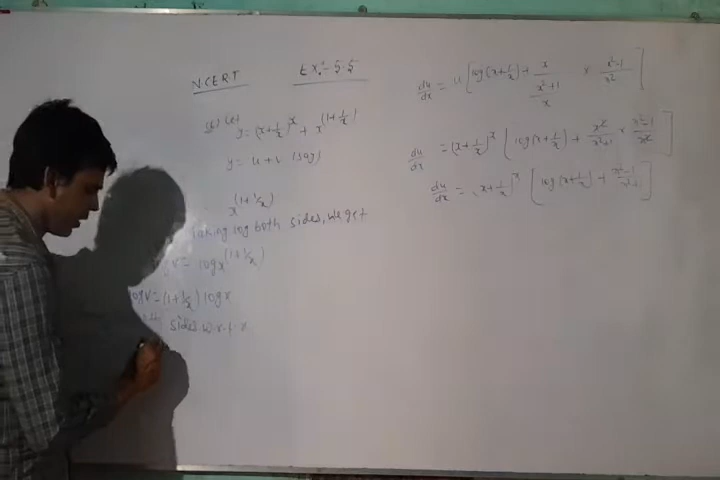 NCERT EX:- 5.5
Let y = (x+1/x)^x + x^(1+1/x)
y = u + v (say)
x^(1+1/x)
Taking log both sides, we get
v = log x^(1+1/x)
log v = (1+1/x) log x
sides w.r.t. x
du/dx = u [log(x+1/x) + x/((x²+1)/x) × (x²-1)/x²]
du/dx = (x+1/x)^x [log(x+1/x) + x²/(x²+1) × (x²-1)/x²]
du/dx = (x+1/x)^x [log(x+1/x) + (x²-1)/(x²+1)]